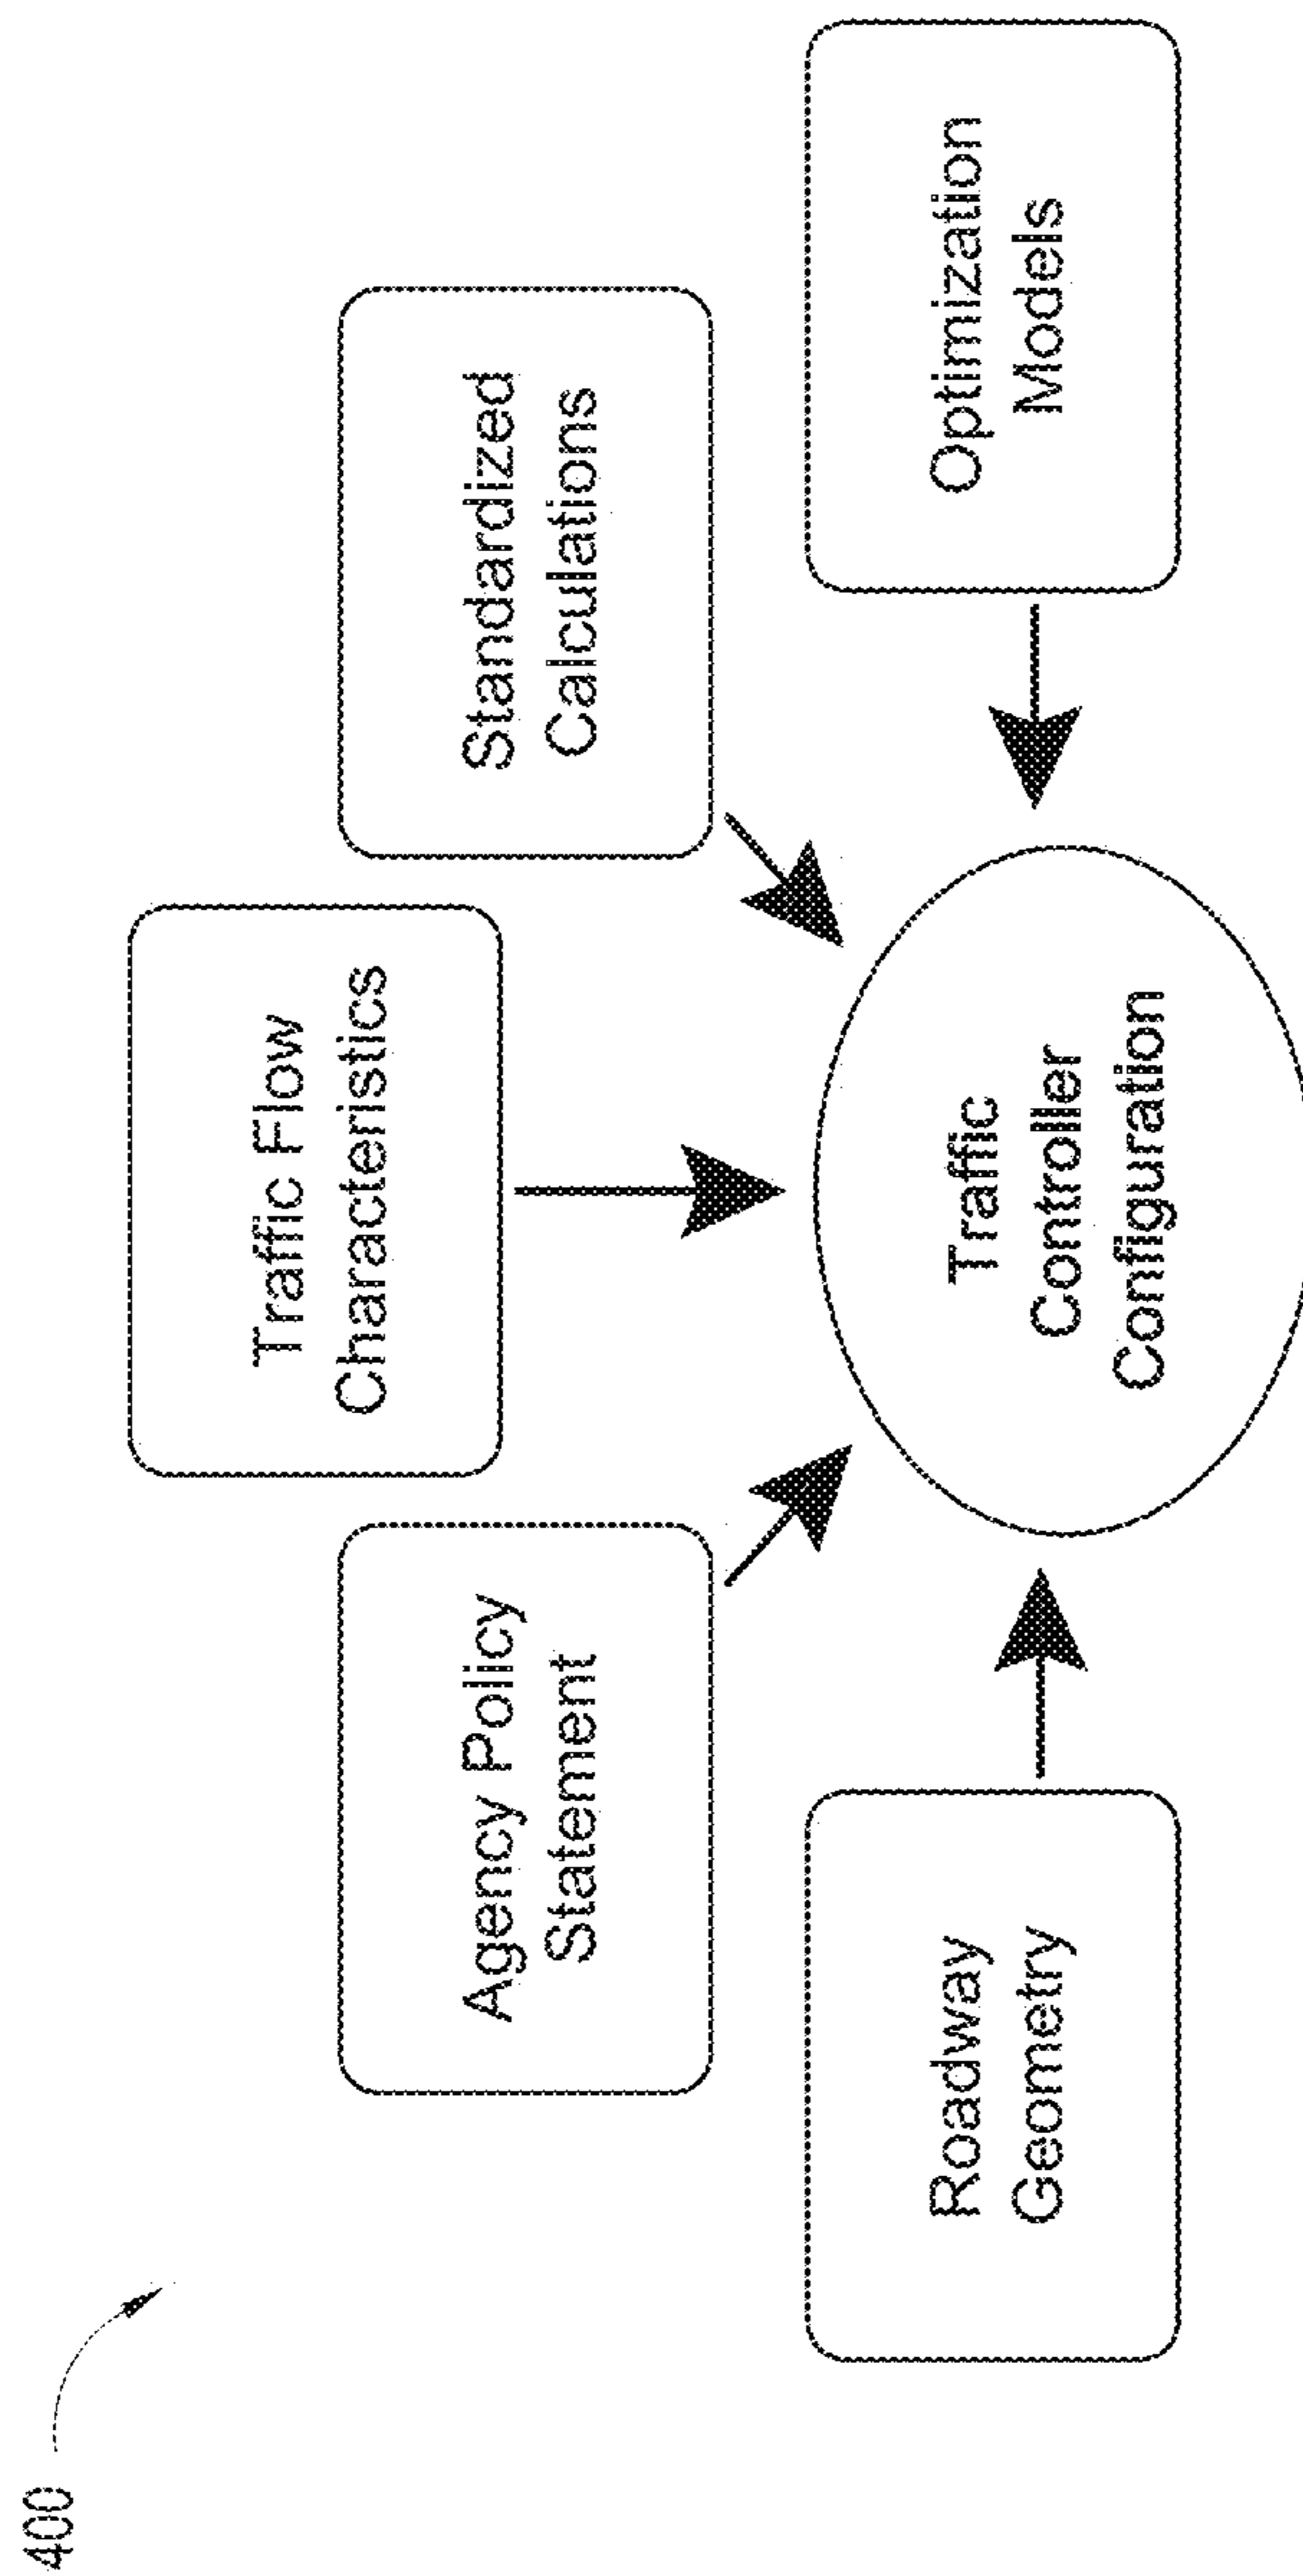 400
Traffic Flow
Characteristics
Agency Policy
Statement
Standardized
Calculations
Roadway
Geometry
Traffic
Controller
Configuration
Optimization
Models